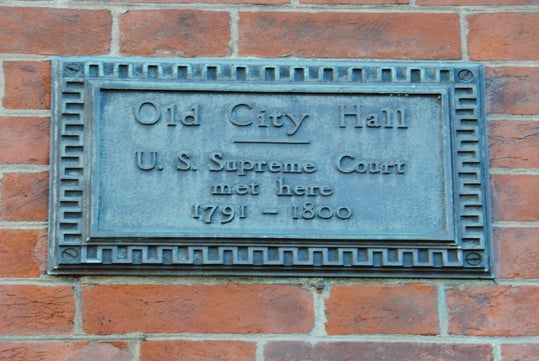 Old City Hall
U. S. Supreme Court
met here
1791 – 1800